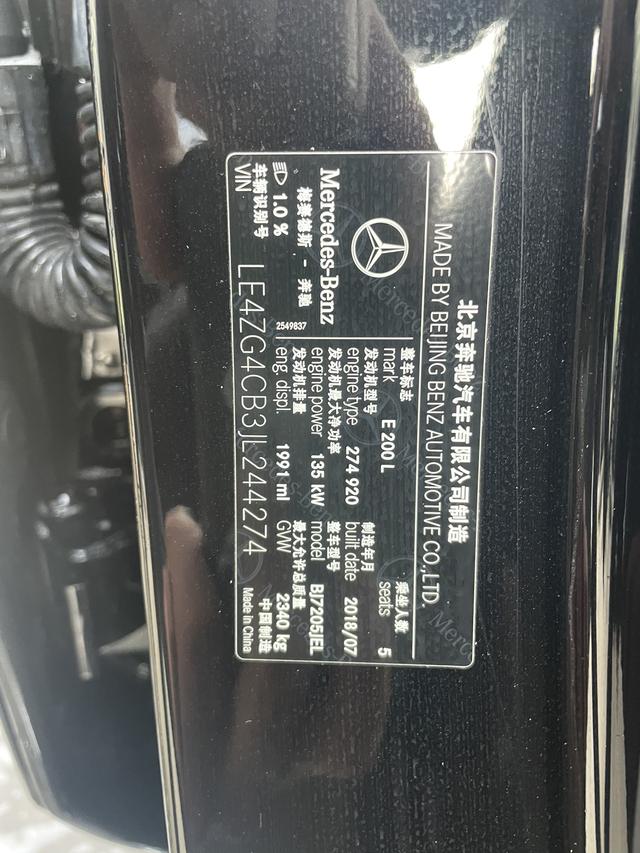 北京奔驰汽车有限公司制造
MADE BY BEIJING BENZ AUTOMOTIVE CO.,LTD.
Mercedes-Benz
梅赛德斯 - 奔驰
1.0 %
2549837
整车标志
mark E 200 L
乘坐人数
seats 5
发动机型号
engine type 274 920
制造年月
built date 2018/07
发动机最大净功率
engine power 135 kW
整车型号
model BJ7205JEL
发动机排量
eng. displ. 1991 ml
最大允许总质量
GVW 2340 kg
车辆识别号
VIN LE4ZG4CB3JL244274
中国制造
Made In China